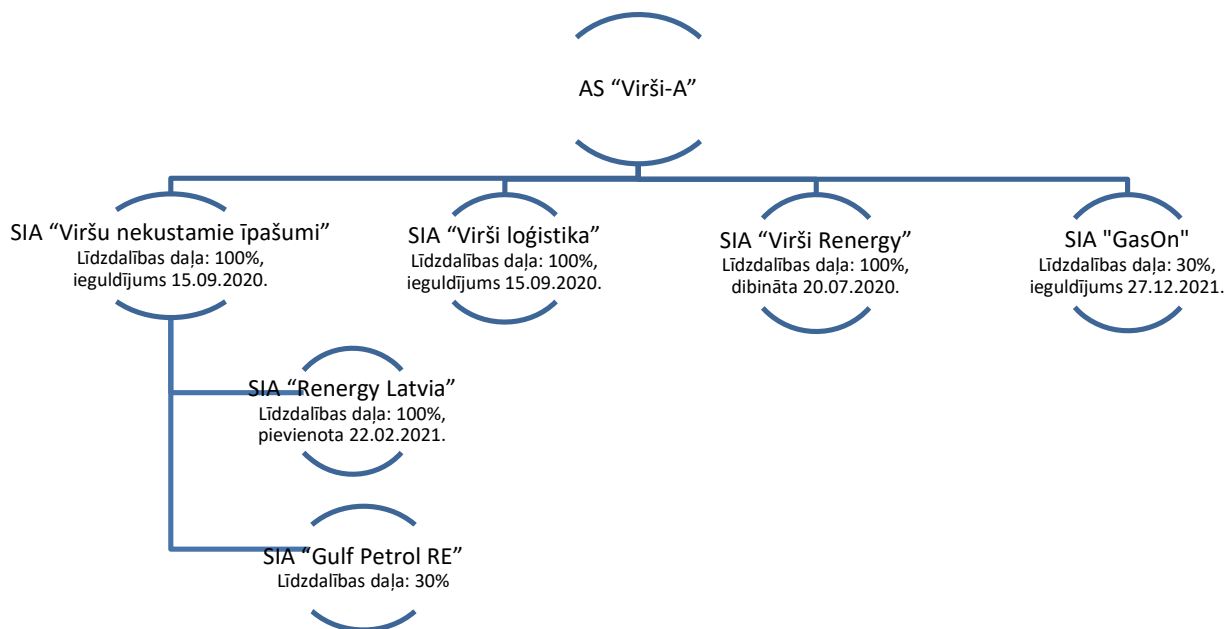 AS “Virši-A”
SIA “Viršu nekustamie īpašumi”
Līdzdalības daļa: 100%,
ieguldījums 15.09.2020.
SIA “Virši loģistika”
Līdzdalības daļa: 100%,
ieguldījums 15.09.2020.
SIA “Virši Renergy”
Līdzdalības daļa: 100%,
dibināta 20.07.2020.
SIA "GasOn"
Līdzdalības daļa: 30%,
ieguldījums 27.12.2021.
SIA “Renergy Latvia”
Līdzdalības daļa: 100%,
pievienota 22.02.2021.
SIA “Gulf Petrol RE”
Līdzdalības daļa: 30%